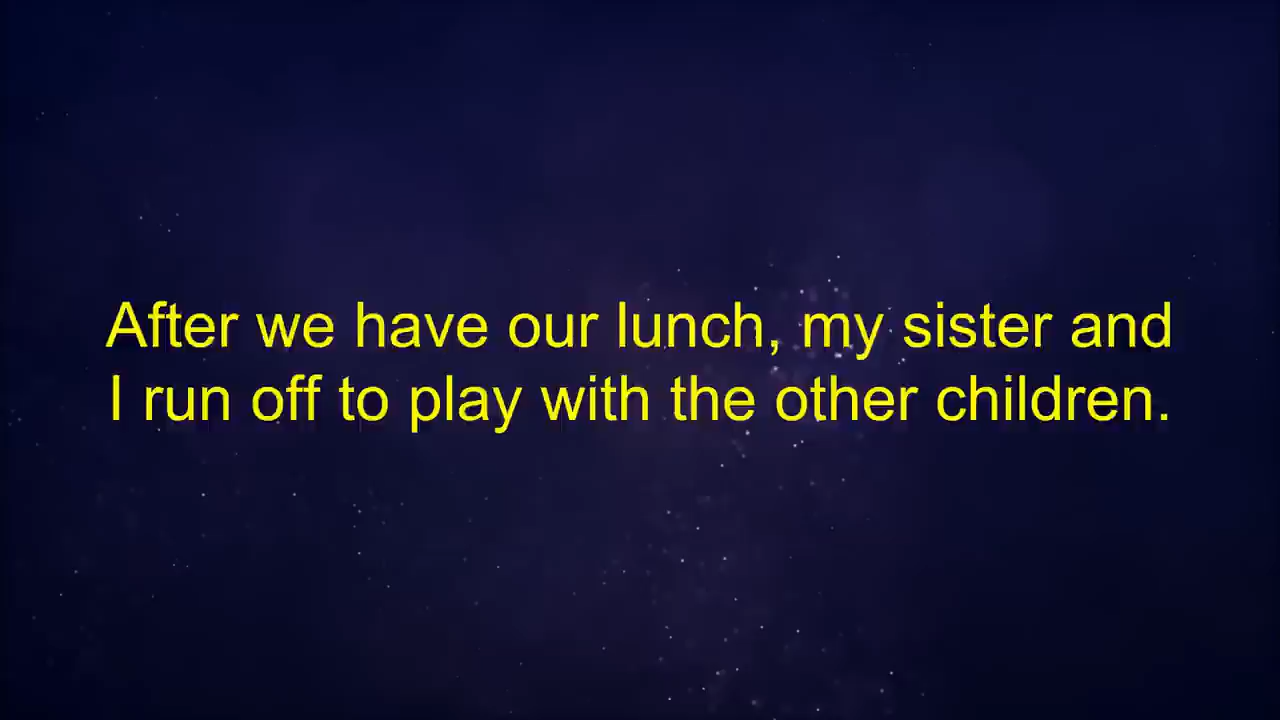 After we have our lunch, my sister and
I run off to play with the other children.